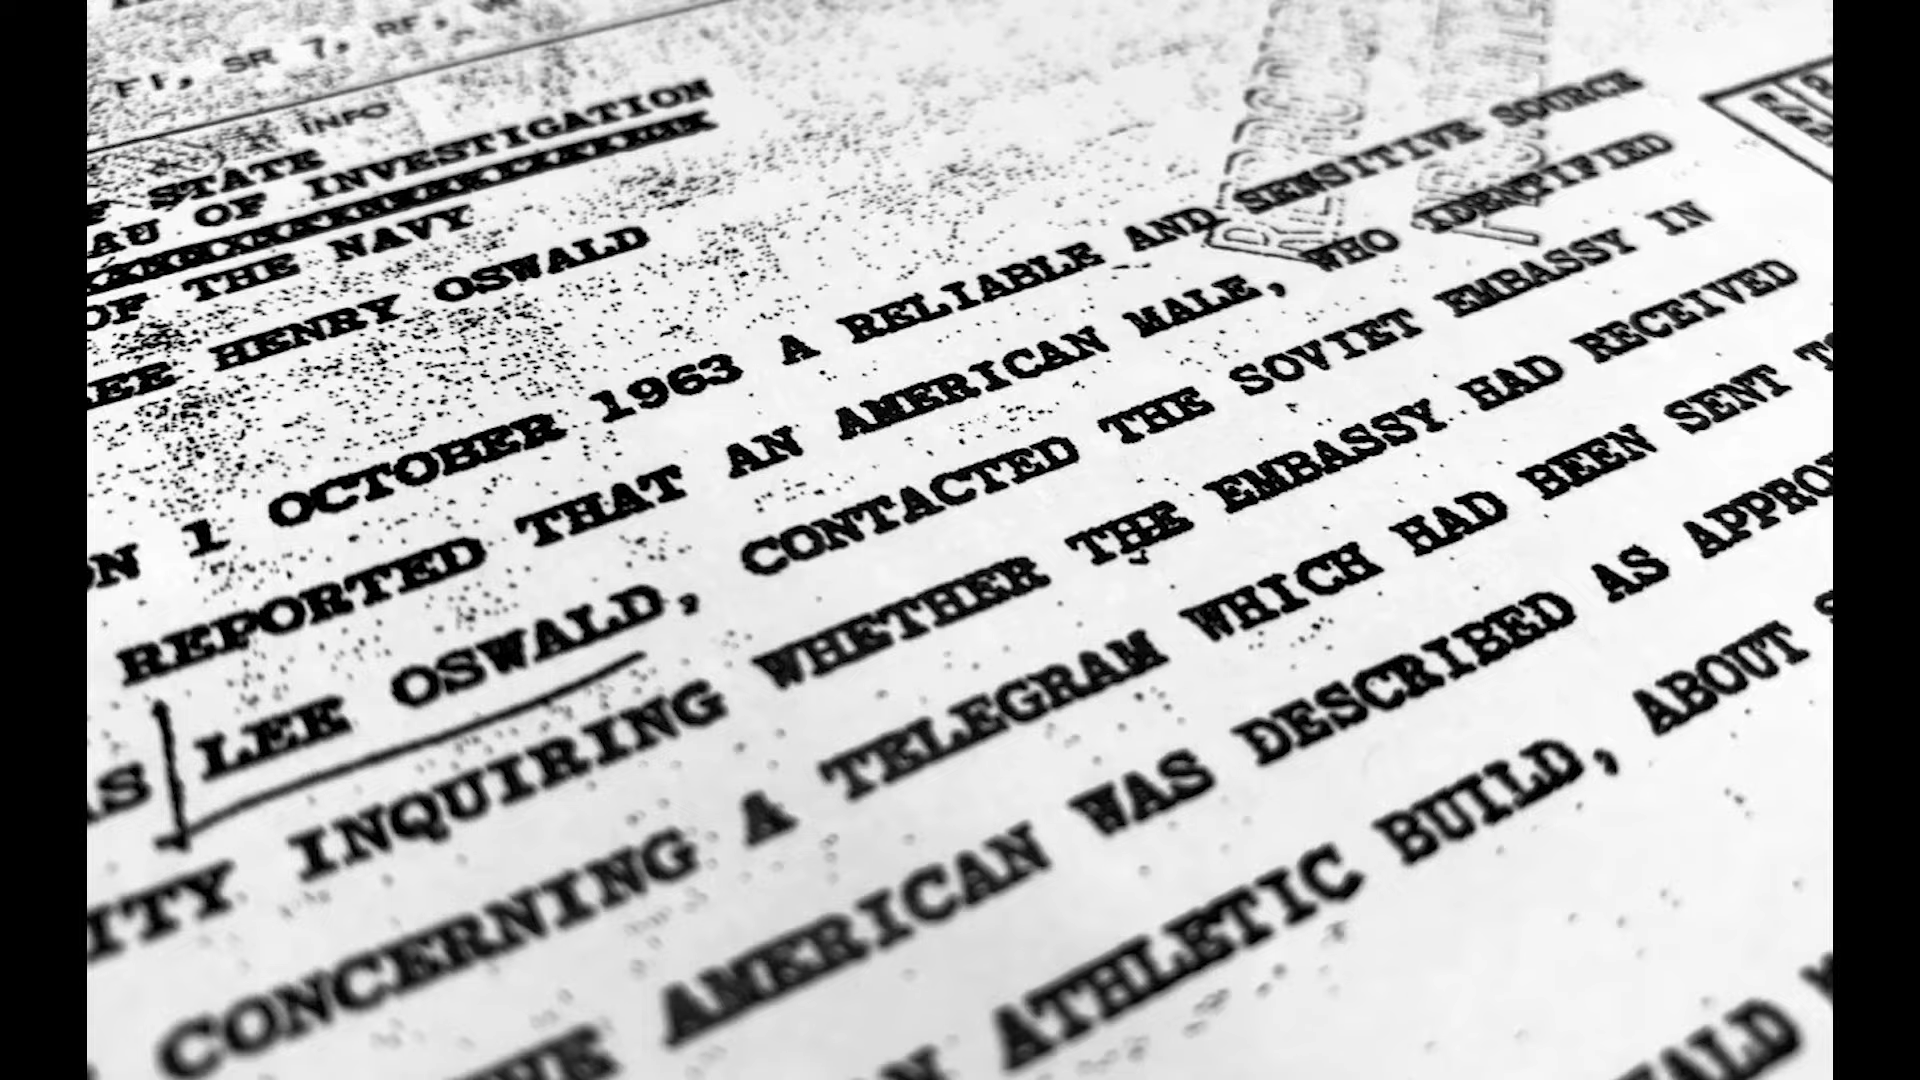 FI, SR 7, RF,
INFO
STATE
AU OF INVESTIGATION
OF THE NAVY
EE HENRY OSWALD
ON 1 OCTOBER 1963 A RELIABLE AND SENSITIVE SOURCE
REPORTED THAT AN AMERICAN MALE, WHO IDENTIFIED
AS LEE OSWALD, CONTACTED THE SOVIET EMBASSY IN
ITY INQUIRING WHETHER THE EMBASSY HAD RECEIVED
CONCERNING A TELEGRAM WHICH HAD BEEN SENT TO
AMERICAN WAS DESCRIBED AS APPRO
ATHLETIC BUILD, ABOUT
ALD